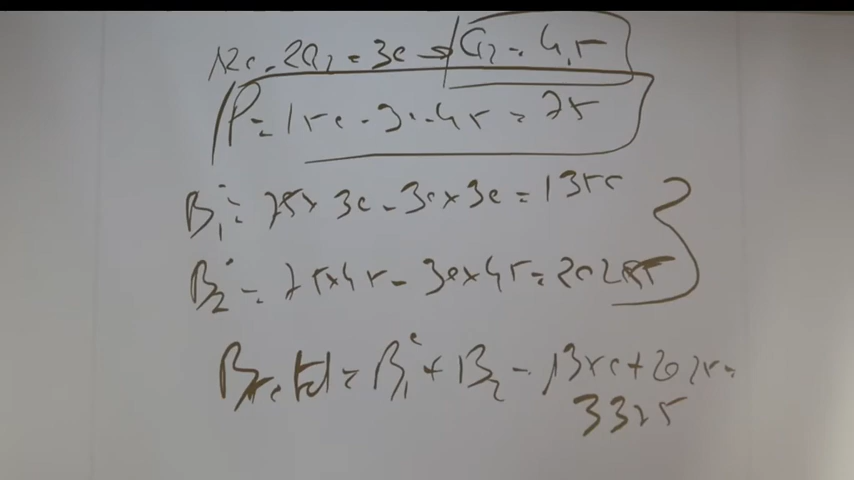 120 - 2Q₂ = 30 → Q₂ = 45
P = 150 - 30 - 45 = 75
B₁ = 75 × 30 - 30 × 30 = 1350
B₂ = 75 × 45 - 30 × 45 = 2025
B total = B₁ + B₂ = 1350 + 2025 =
3375